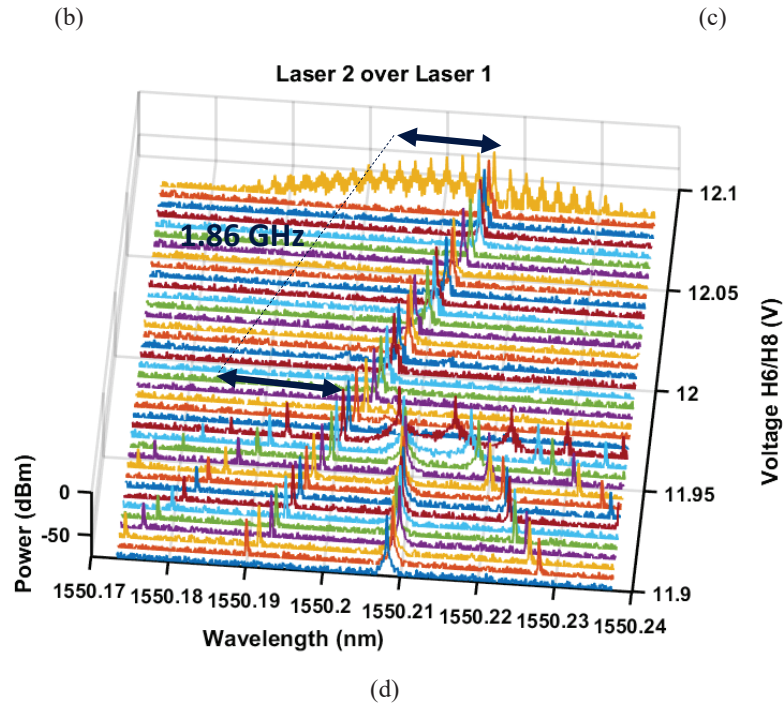 (b)
(c)
Laser 2 over Laser 1
1.86 GHz
12.1
12.05
12
11.95
11.9
Voltage H6/H8 (V)
0
-50
Power (dBm)
1550.17
1550.18
1550.19
1550.2
1550.21
1550.22
1550.23
1550.24
Wavelength (nm)
(d)